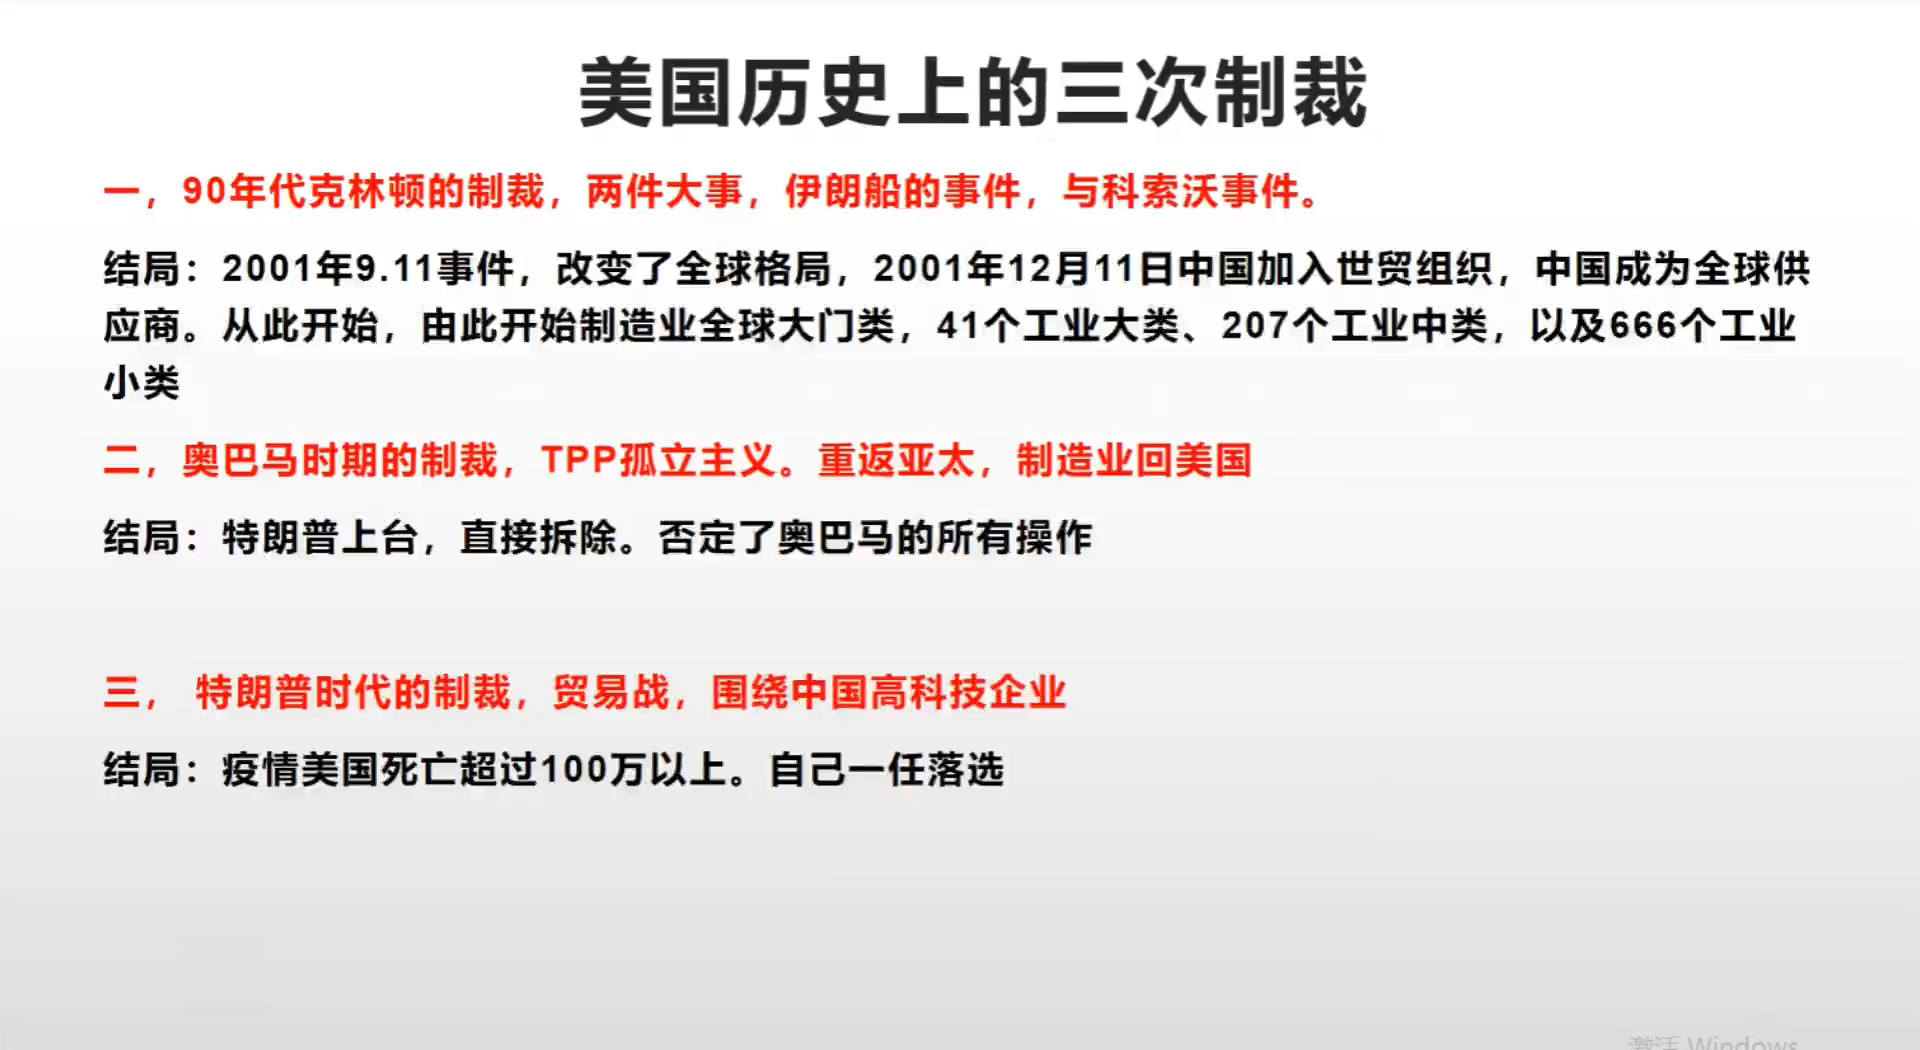 美国历史上的三次制裁
一，90年代克林顿的制裁，两件大事，伊朗船的事件，与科索沃事件。
结局：2001年9.11事件，改变了全球格局，2001年12月11日中国加入世贸组织，中国成为全球供
应商。从此开始，由此开始制造业全球大门类，41个工业大类、207个工业中类，以及666个工业
小类
二，奥巴马时期的制裁，TPP孤立主义。重返亚太，制造业回美国
结局：特朗普上台，直接拆除。否定了奥巴马的所有操作
三， 特朗普时代的制裁，贸易战，围绕中国高科技企业
结局：疫情美国死亡超过100万以上。自己一任落选
激活 Windows